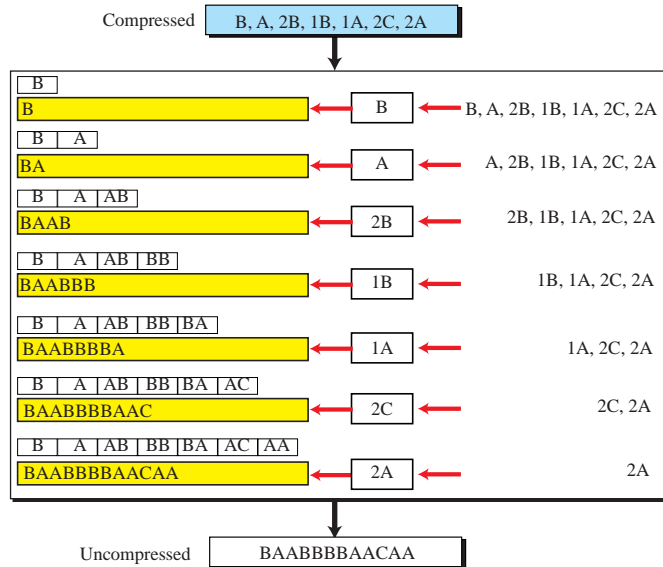 Compressed B, A, 2B, 1B, 1A, 2C, 2A
B
B B B, A, 2B, 1B, 1A, 2C, 2A
B A
BA A A, 2B, 1B, 1A, 2C, 2A
B A AB
BAAB 2B 2B, 1B, 1A, 2C, 2A
B A AB BB
BAABBB 1B 1B, 1A, 2C, 2A
B A AB BB BA
BAABBBBA 1A 1A, 2C, 2A
B A AB BB BA AC
BAABBBBAAC 2C 2C, 2A
B A AB BB BA AC AA
BAABBBBAACAA 2A 2A
Uncompressed BAABBBBAACAA